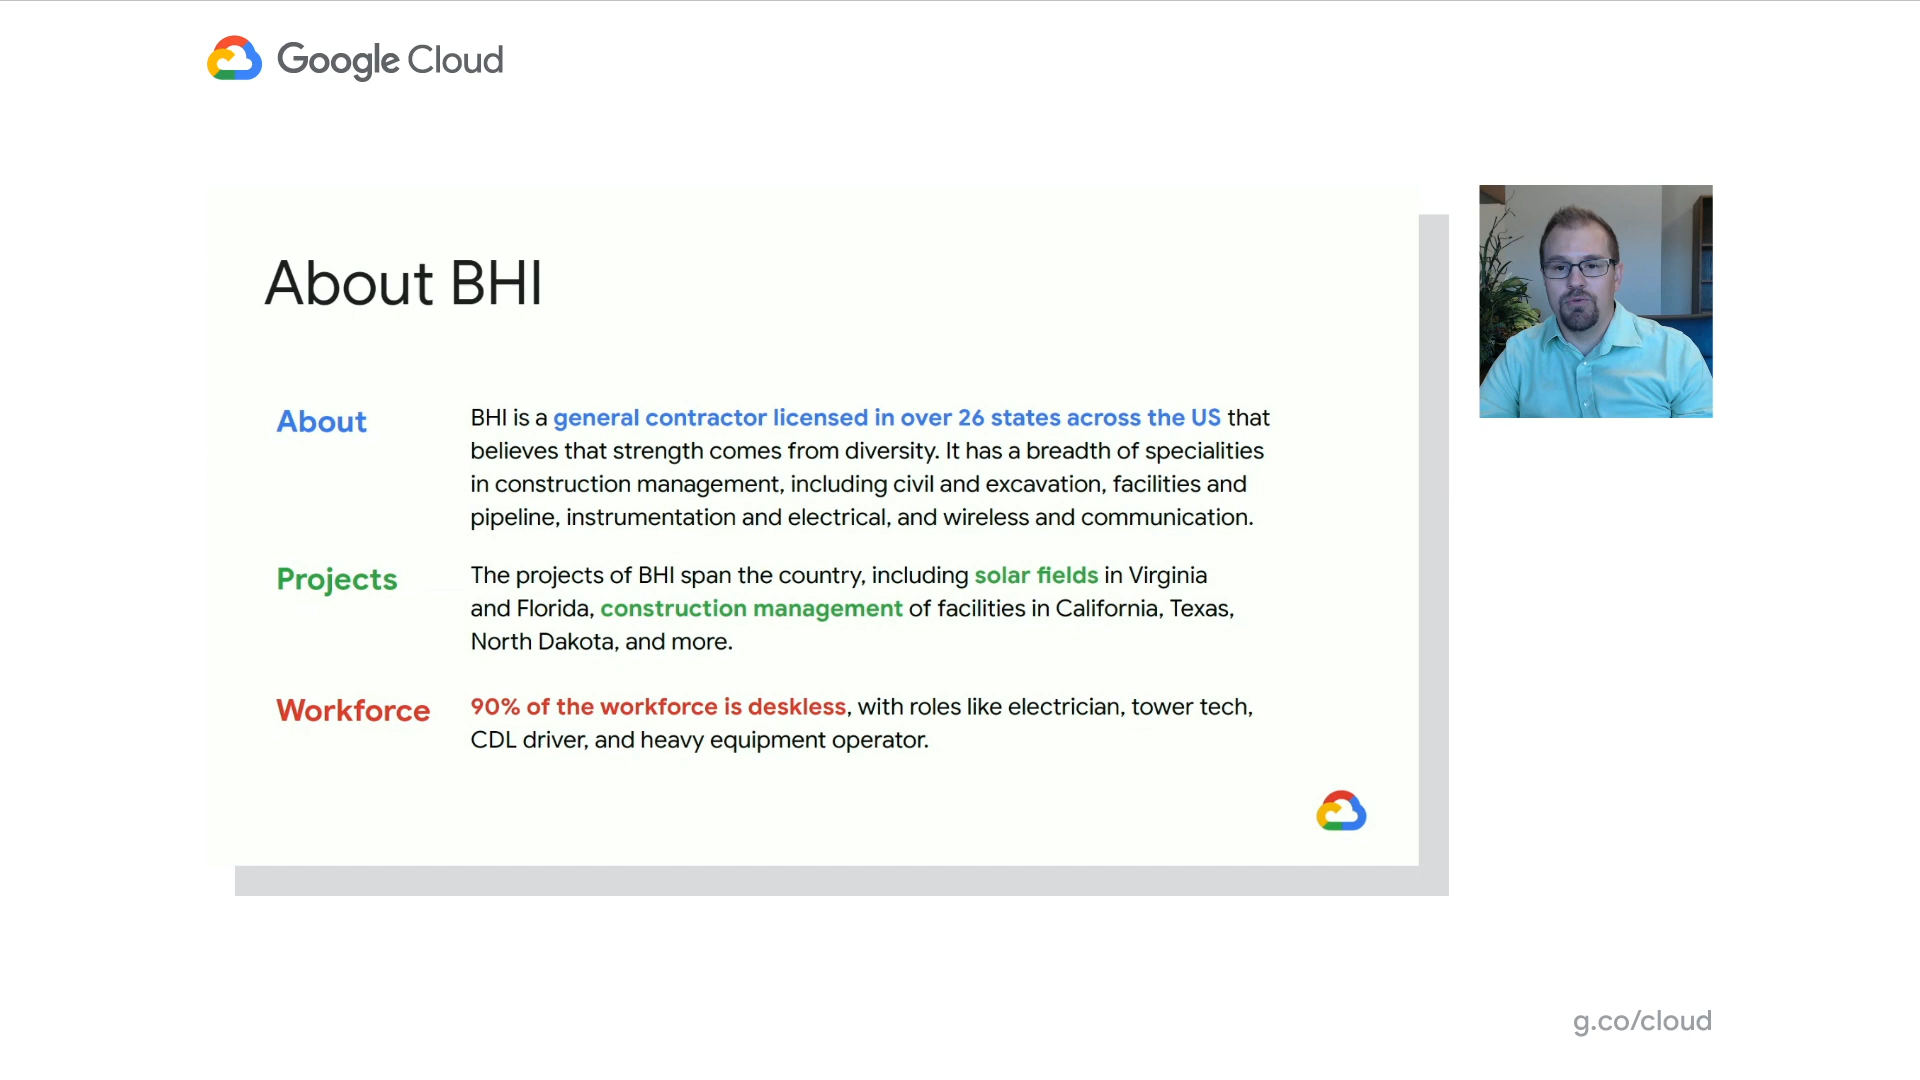 Google Cloud
About BHI
About
BHI is a general contractor licensed in over 26 states across the US that
believes that strength comes from diversity. It has a breadth of specialities
in construction management, including civil and excavation, facilities and
pipeline, instrumentation and electrical, and wireless and communication.
Projects
The projects of BHI span the country, including solar fields in Virginia
and Florida, construction management of facilities in California, Texas,
North Dakota, and more.
Workforce
90% of the workforce is deskless, with roles like electrician, tower tech,
CDL driver, and heavy equipment operator.
g.co/cloud